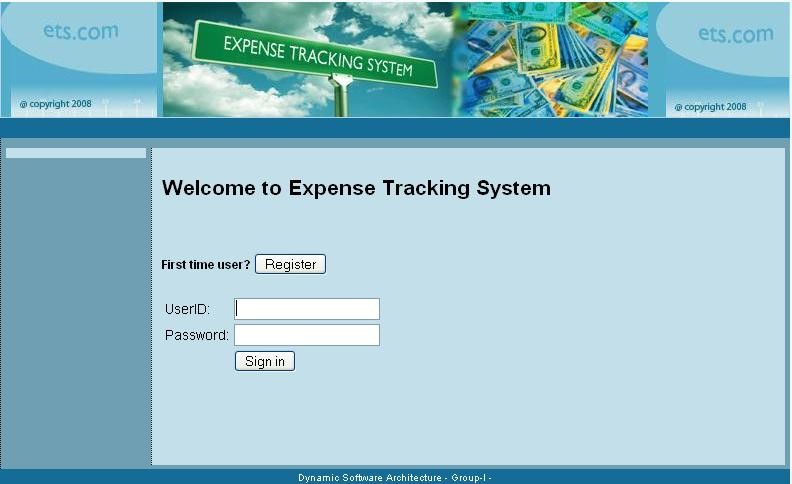 ets.com
EXPENSE TRACKING SYSTEM
ets.com
@ copyright 2008
@ copyright 2008
Welcome to Expense Tracking System
First time user? Register
UserID:
Password:
Sign in
Dynamic Software Architecture - Group-I -